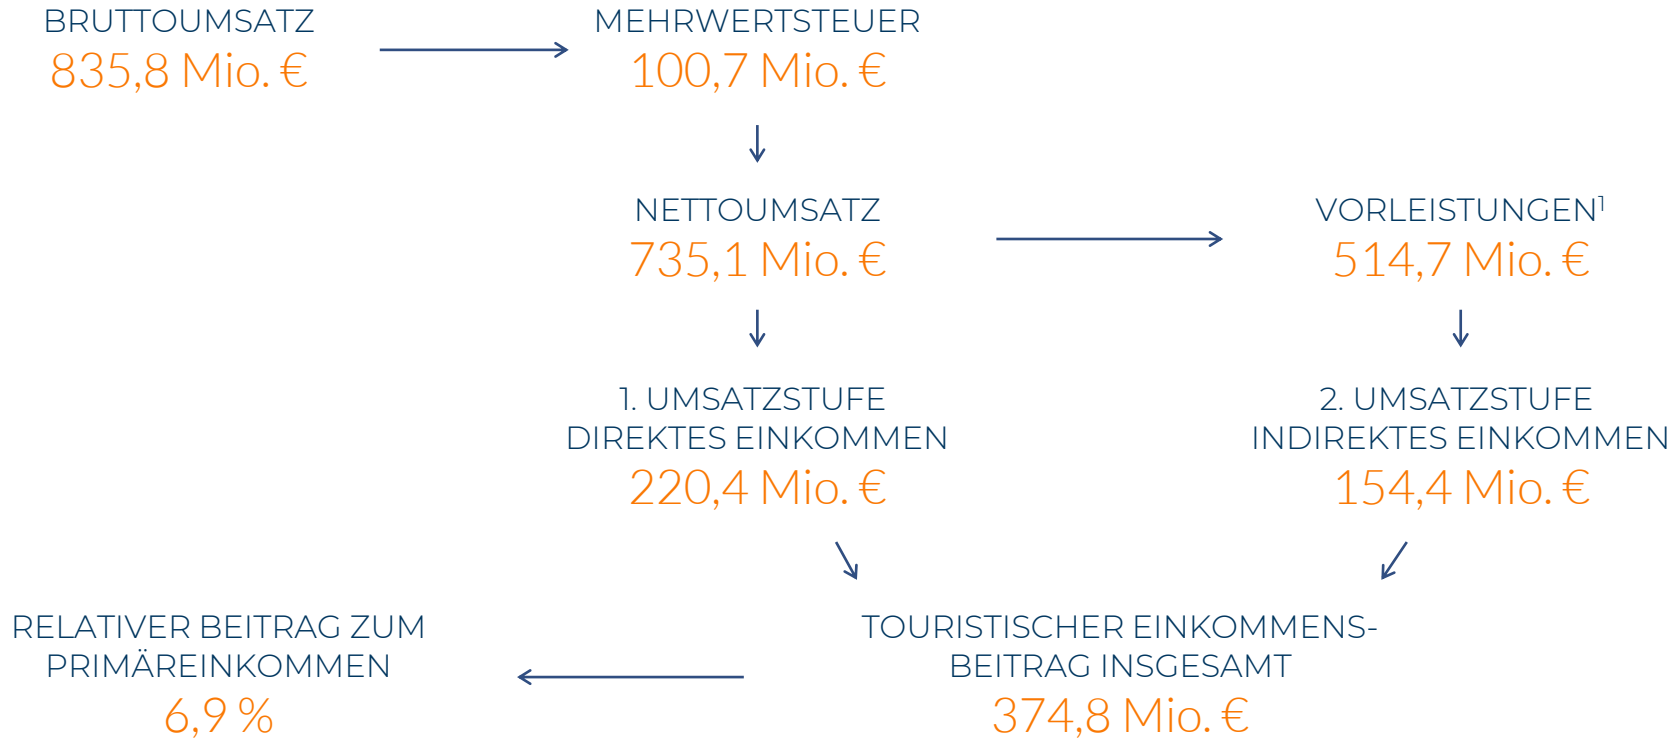 BRUTTOUMSATZ
835,8 Mio. €
MEHRWERTSTEUER
100,7 Mio. €
NETTOUMSATZ
735,1 Mio. €
VORLEISTUNGEN¹
514,7 Mio. €
1. UMSATZSTUFE
DIREKTES EINKOMMEN
220,4 Mio. €
2. UMSATZSTUFE
INDIREKTES EINKOMMEN
154,4 Mio. €
RELATIVER BEITRAG ZUM
PRIMÄREINKOMMEN
6,9 %
TOURISTISCHER EINKOMMENS-
BEITRAG INSGESAMT
374,8 Mio. €